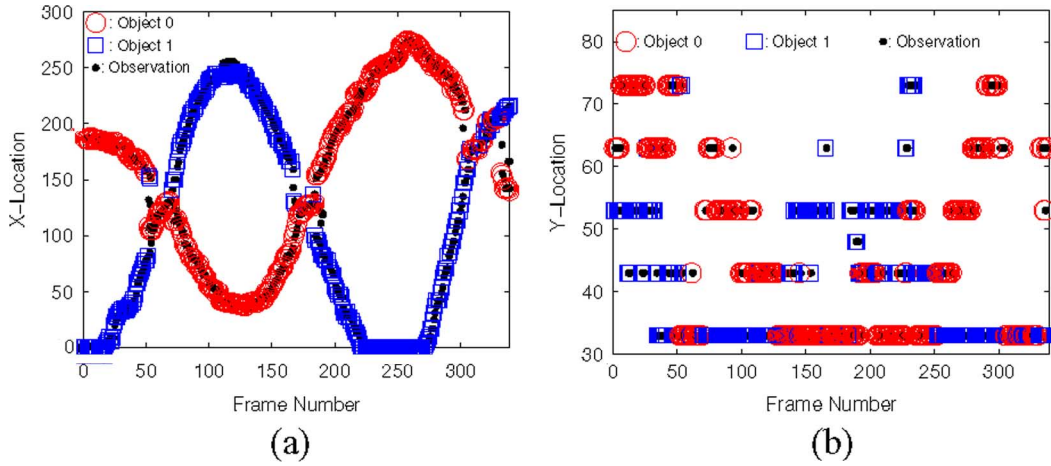 300
250
200
150
100
50
0
X-Location
: Object 0
: Object 1
: Observation
0 50 100 150 200 250 300
Frame Number
(a)
80
70
60
50
40
30
Y-Location
: Object 0 : Object 1 : Observation
0 50 100 150 200 250 300
Frame Number
(b)